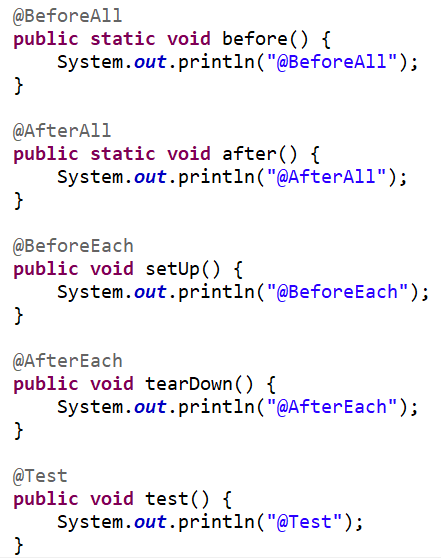 @BeforeAll
public static void before() {
    System.out.println("@BeforeAll");
}

@AfterAll
public static void after() {
    System.out.println("@AfterAll");
}

@BeforeEach
public void setUp() {
    System.out.println("@BeforeEach");
}

@AfterEach
public void tearDown() {
    System.out.println("@AfterEach");
}

@Test
public void test() {
    System.out.println("@Test");
}